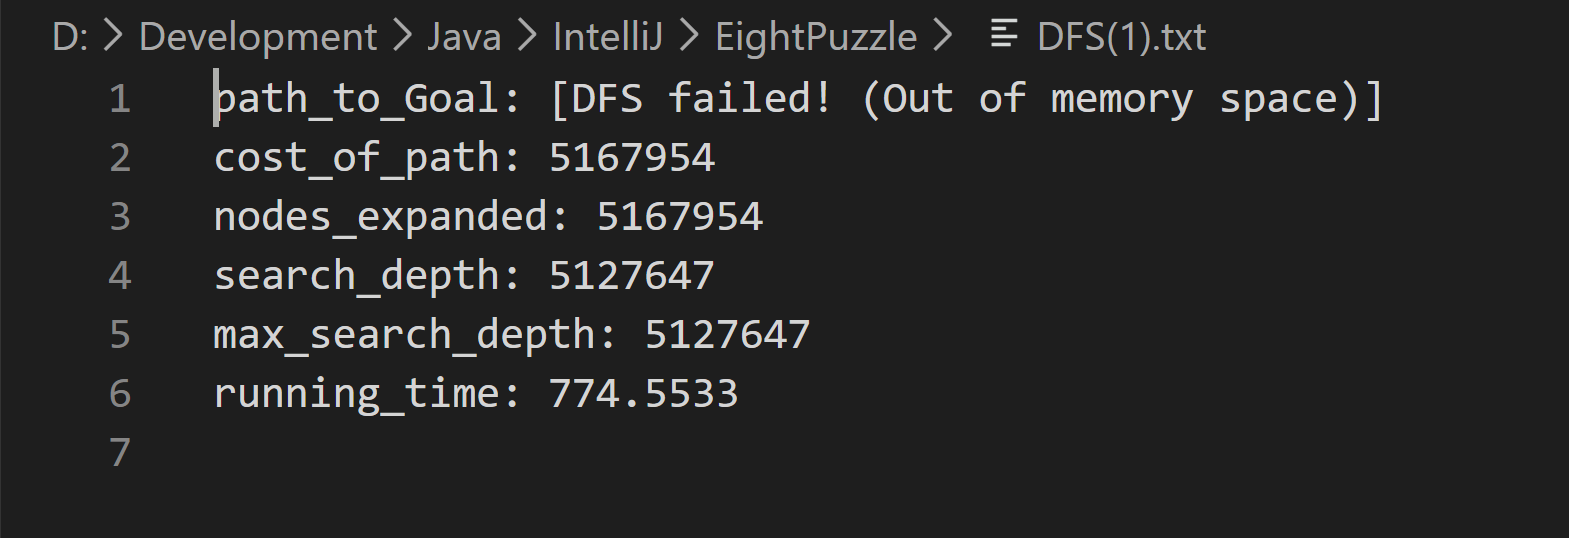 D: > Development > Java > IntelliJ > EightPuzzle > DFS(1).txt
1 path_to_Goal: [DFS failed! (Out of memory space)]
2 cost_of_path: 5167954
3 nodes_expanded: 5167954
4 search_depth: 5127647
5 max_search_depth: 5127647
6 running_time: 774.5533
7